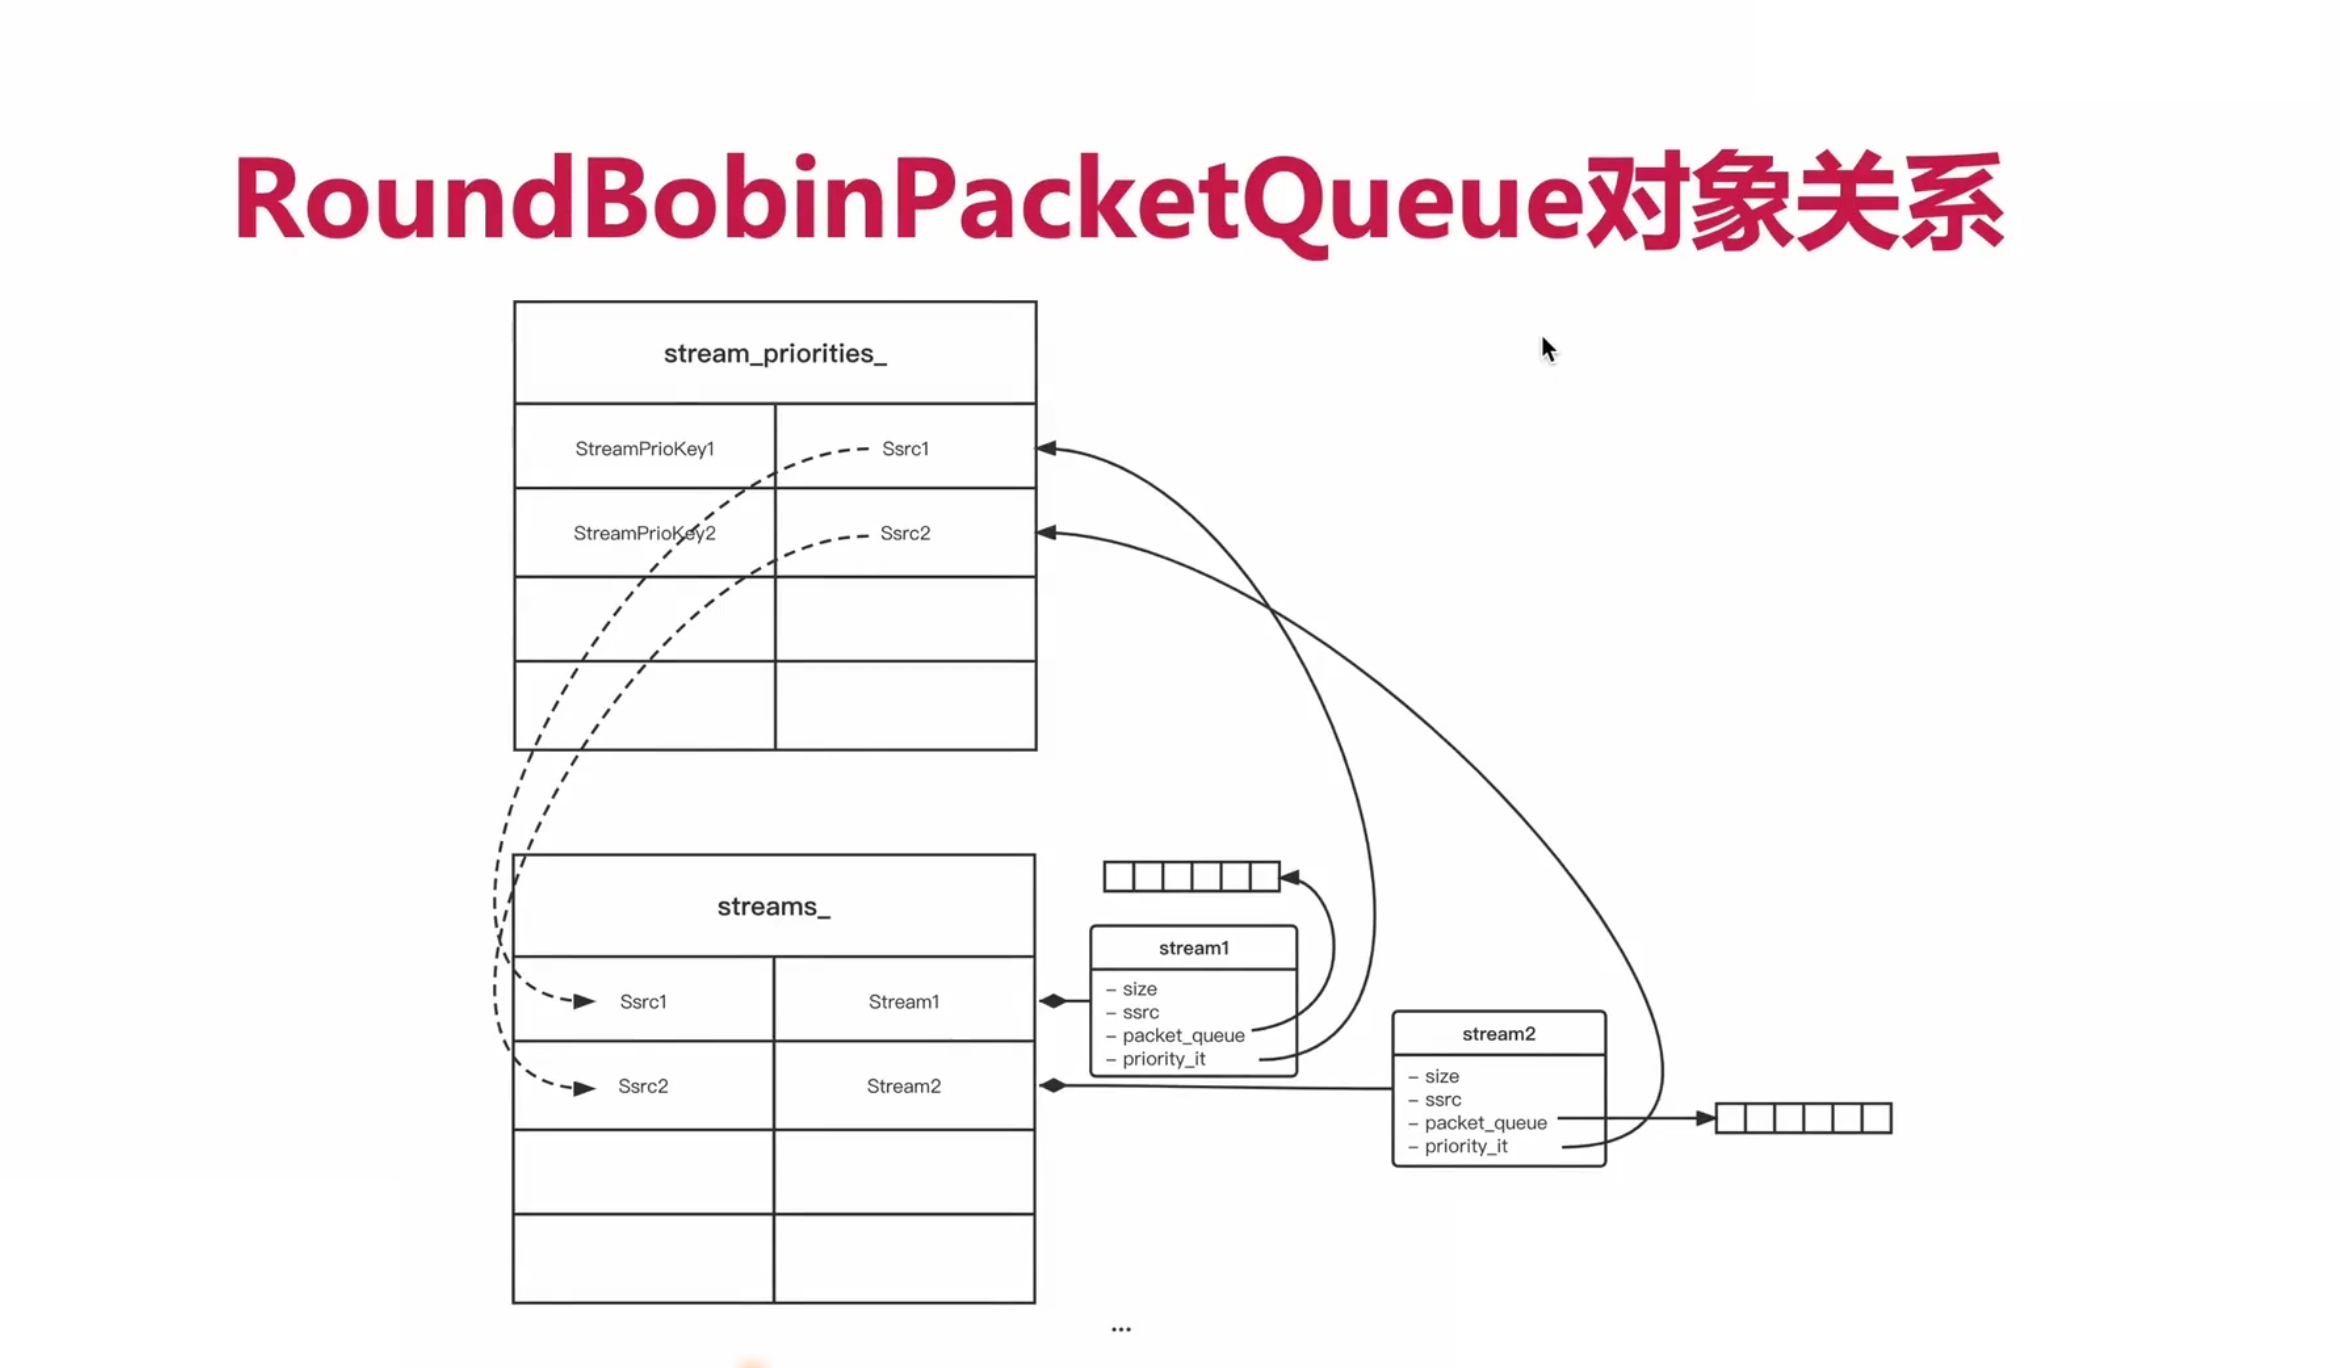 RoundBobinPacketQueue对象关系
stream_priorities_
StreamPrioKey1
Ssrc1
StreamPrioKey2
Ssrc2
streams_
Ssrc1
Stream1
Ssrc2
Stream2
stream1
– size
– ssrc
– packet_queue
– priority_it
stream2
– size
– ssrc
– packet_queue
– priority_it
...